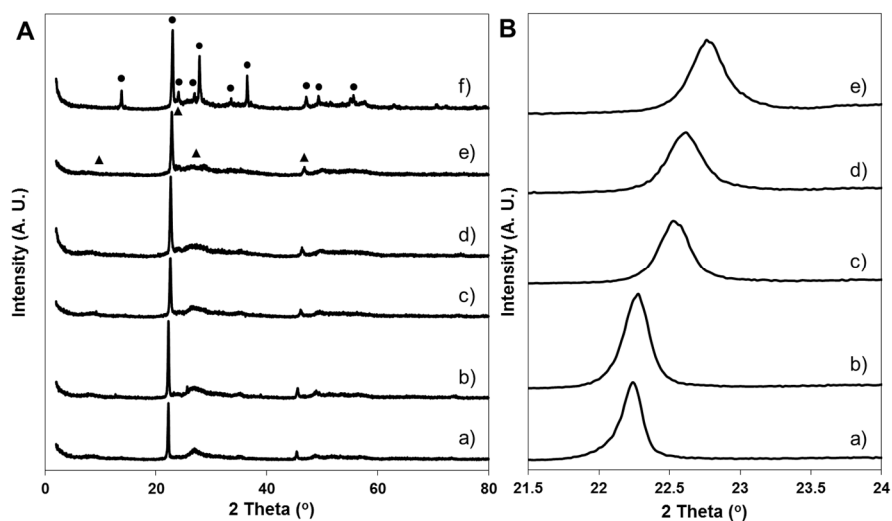 A
B
f)
e)
d)
c)
b)
a)
e)
d)
c)
b)
a)
Intensity (A. U.)
Intensity (A. U.)
0 20 40 60 80
21.5 22 22.5 23 23.5 24
2 Theta (º)
2 Theta (º)